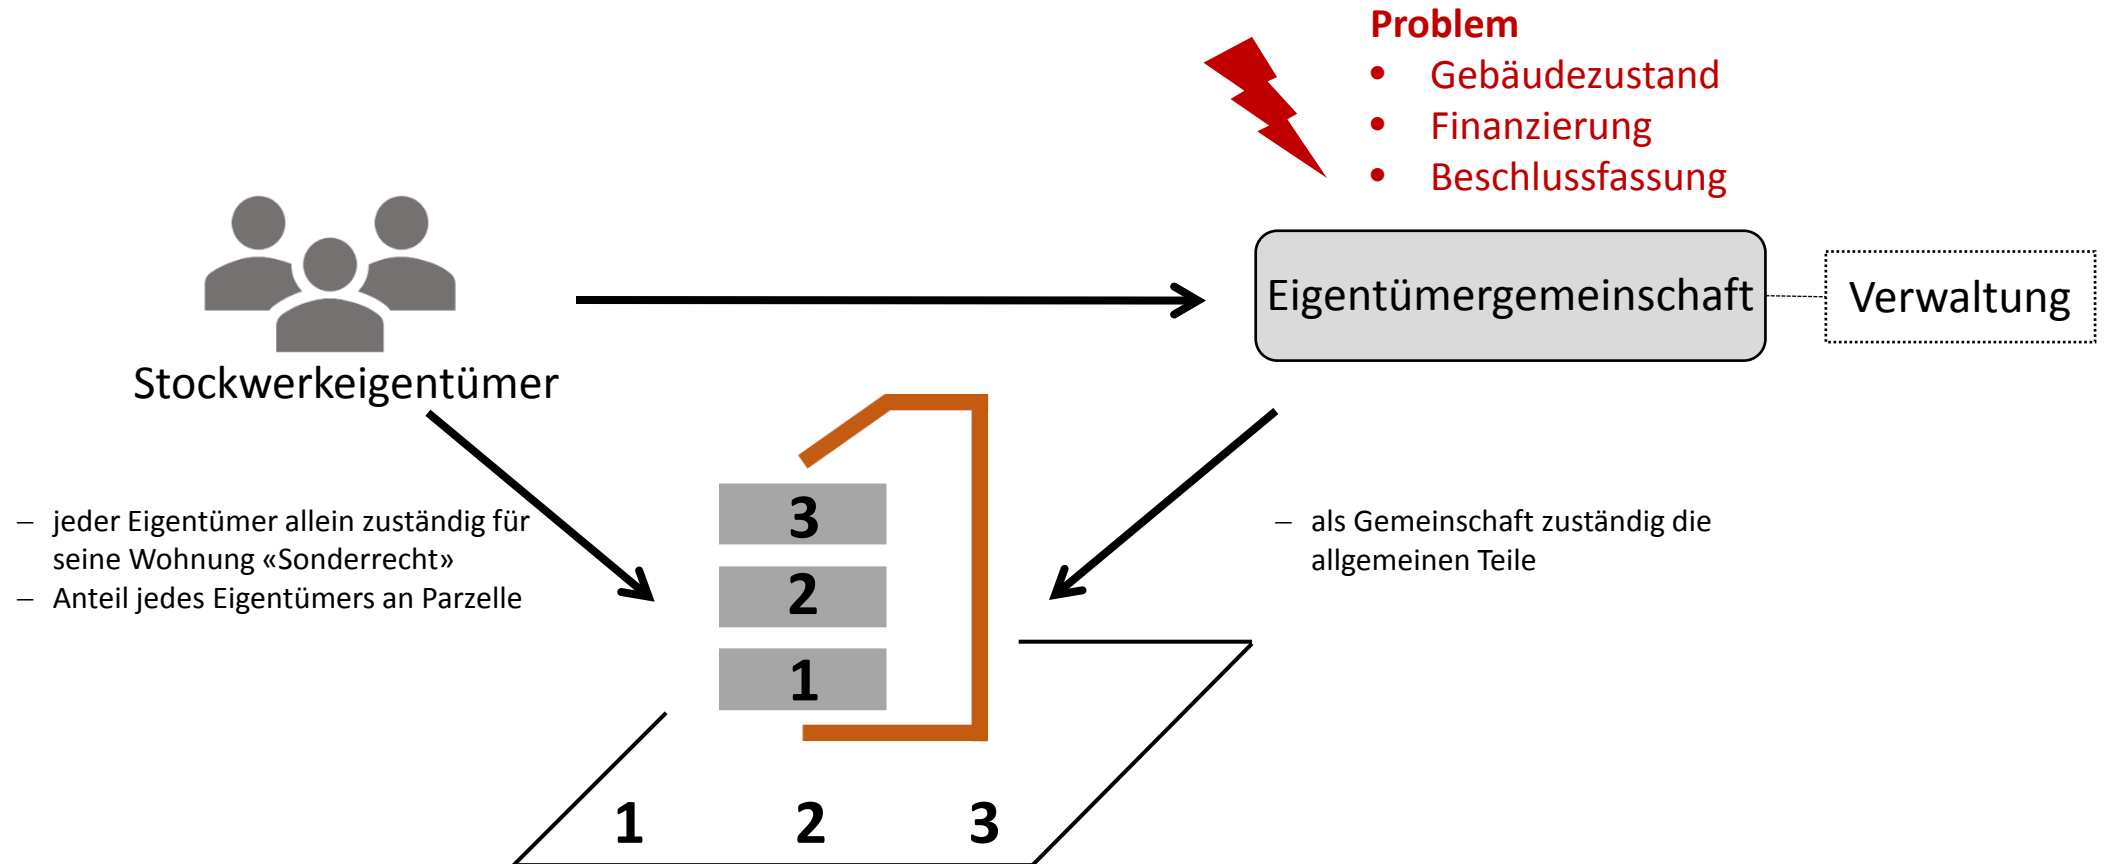 Problem
• Gebäudezustand
• Finanzierung
• Beschlussfassung
Eigentümergemeinschaft
Verwaltung
Stockwerkeigentümer
– jeder Eigentümer allein zuständig für
seine Wohnung «Sonderrecht»
– Anteil jedes Eigentümers an Parzelle
3
2
1
– als Gemeinschaft zuständig die
allgemeinen Teile
1 2 3